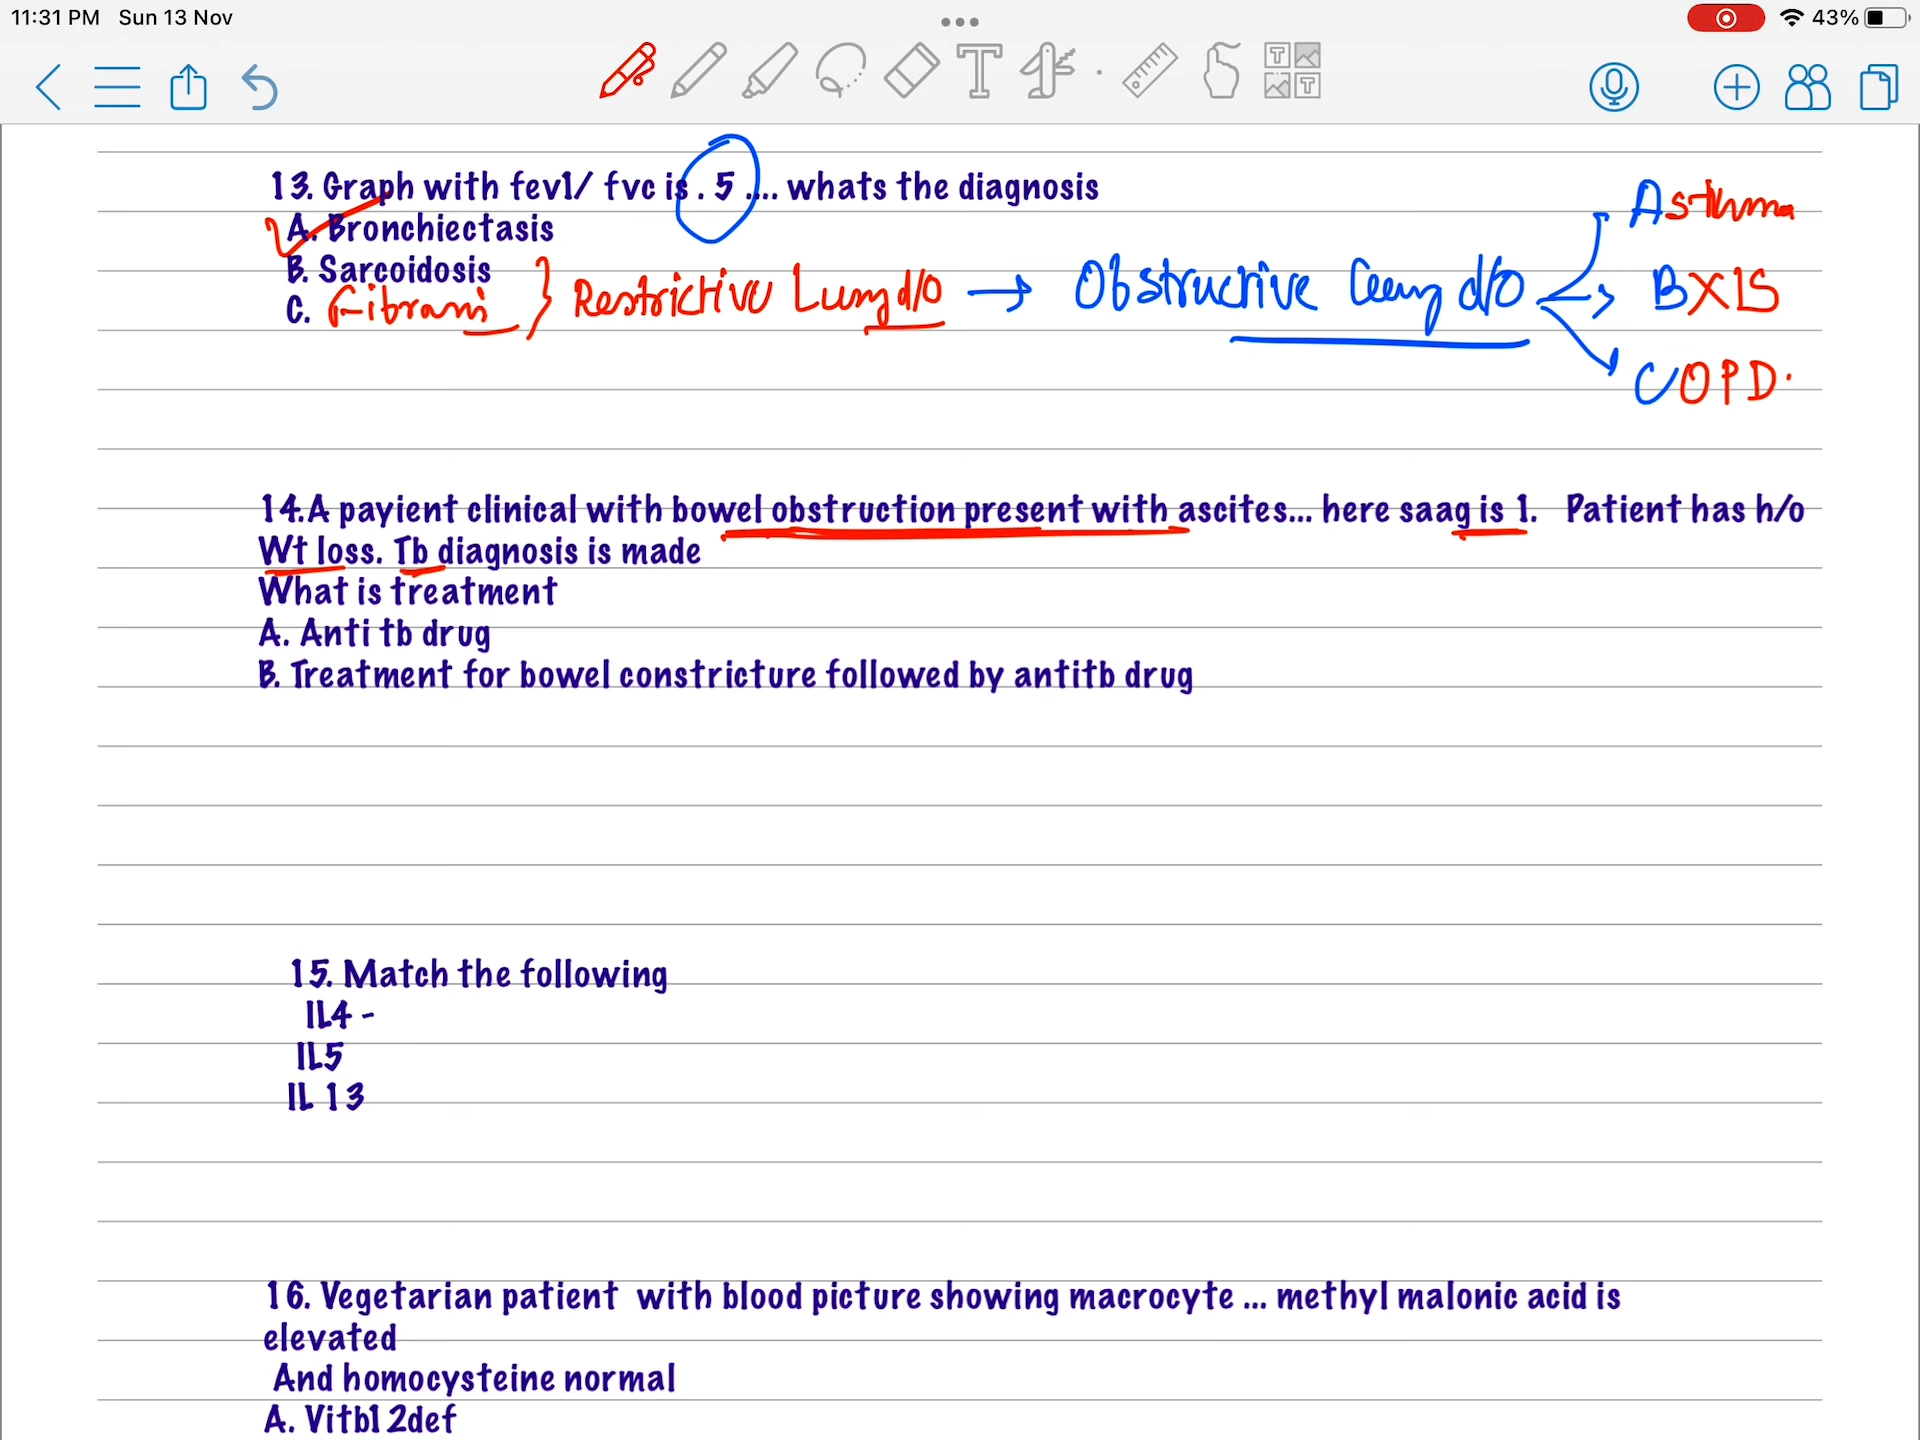 11:31 PM Sun 13 Nov
43%
13. Graph with fev1/ fvc is . 5 .... whats the diagnosis
A. Bronchiectasis
B. Sarcoidosis
C.
Restrictive Lung d/o → Obstructive d/o
Asthma
BXIS
COPD.
14.A payient clinical with bowel obstruction present with ascites... here saag is 1. Patient has h/o
Wt loss. Tb diagnosis is made
What is treatment
A. Anti tb drug
B. Treatment for bowel constricture followed by antitb drug
15. Match the following
IL4 -
IL5
IL 13
16. Vegetarian patient with blood picture showing macrocyte ... methyl malonic acid is
elevated
And homocysteine normal
A. Vitb12def